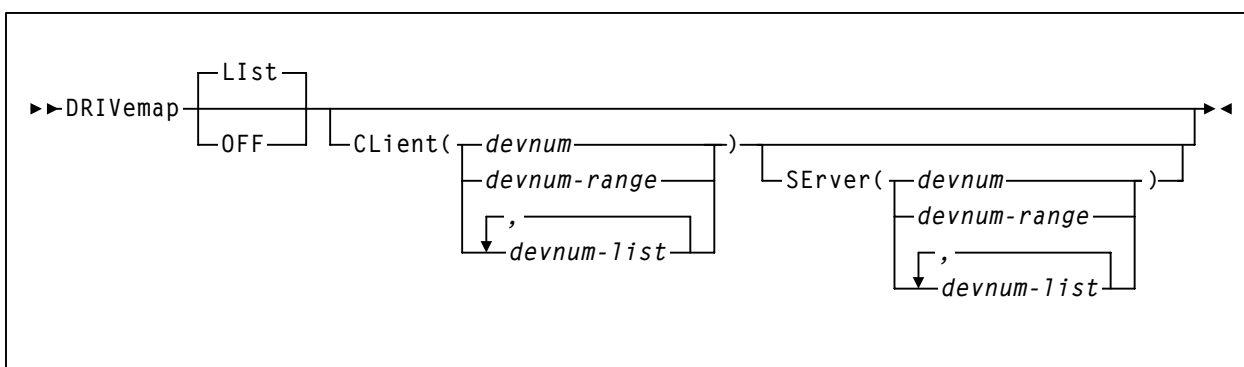 LIst
DRIVemap
OFF
CLient( devnum )
devnum-range
,
devnum-list
SErver( devnum )
devnum-range
,
devnum-list